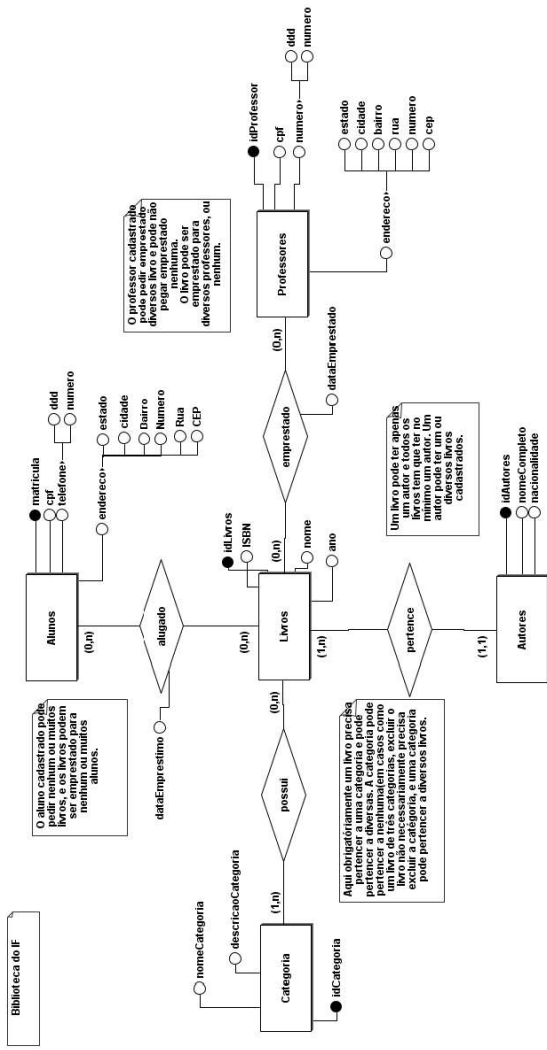 Biblioteca do IF
O aluno cadastrado pode
pedir nenhum ou muitos
livros, e os livros podem
ser emprestado para
nenhum ou muitos
alunos.
Alunos
matricula
cpf
telefone
ddd
numero
endereco
estado
cidade
Bairro
Numero
Rua
CEP
(0,n)
alugado
dataEmprestimo
(0,n)
O professor cadastrado
pode pedir emprestado
diversos livro e pode não
pegar emprestado
nenhuma.
O livro pode ser
emprestado para
diversos professores, ou
nenhum.
nomeCategoria
descricaoCategoria
Categoria
idCategoria
(1,n)
possui
(0,n)
Livros
idLivros
ISBN
nome
ano
(0,n)
emprestado
dataEmprestado
(0,n)
Professores
idProfessor
cpf
numero
ddd
numero
endereco
estado
cidade
bairro
rua
numero
cep
Aqui obrigatóriamente um livro precisa
pertencer a uma categoria e pode
pertencer a diversas. A categoria pode
pertencer a nenhuma(em casos como
um livro de três categorias, excluir o
livro não necessariamente precisa
excluir a catégoria, e uma categoria
pode pertencer a diversos livros.
(1,n)
pertence
(1,1)
Autores
idAutores
nomeCompleto
nacionalidade
Um livro pode ter apenas
um autor e todos os
livros tem que ter no
mínimo um autor. Um
autor pode ter um ou
diversos livros
cadastrados.